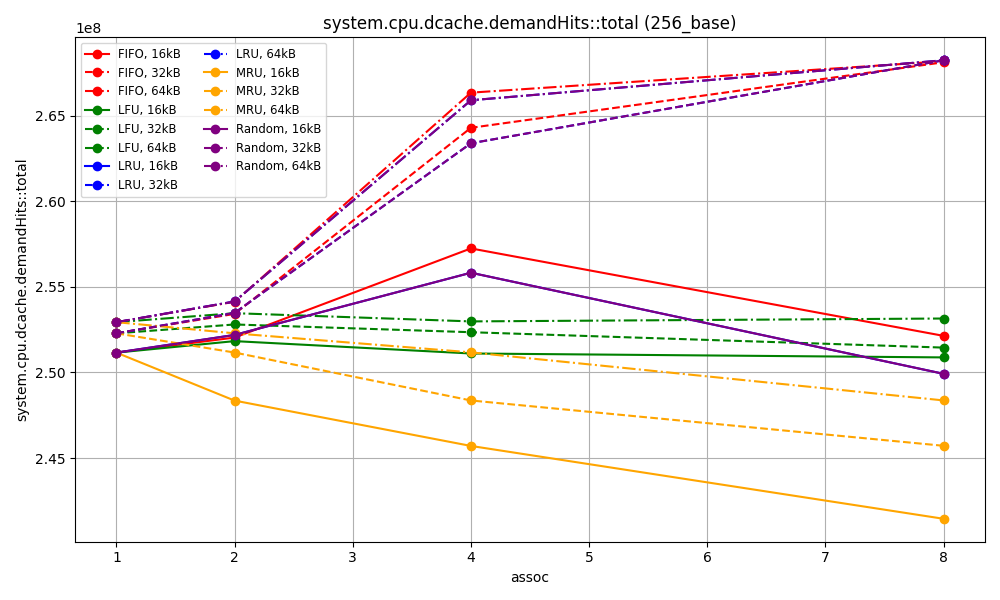 system.cpu.dcache.demandHits::total (256_base)
1e8
FIFO, 16kB
FIFO, 32kB
FIFO, 64kB
LFU, 16kB
LFU, 32kB
LFU, 64kB
LRU, 16kB
LRU, 32kB
LRU, 64kB
MRU, 16kB
MRU, 32kB
MRU, 64kB
Random, 16kB
Random, 32kB
Random, 64kB
system.cpu.dcache.demandHits::total
2.65
2.60
2.55
2.50
2.45
1 2 3 4 5 6 7 8
assoc